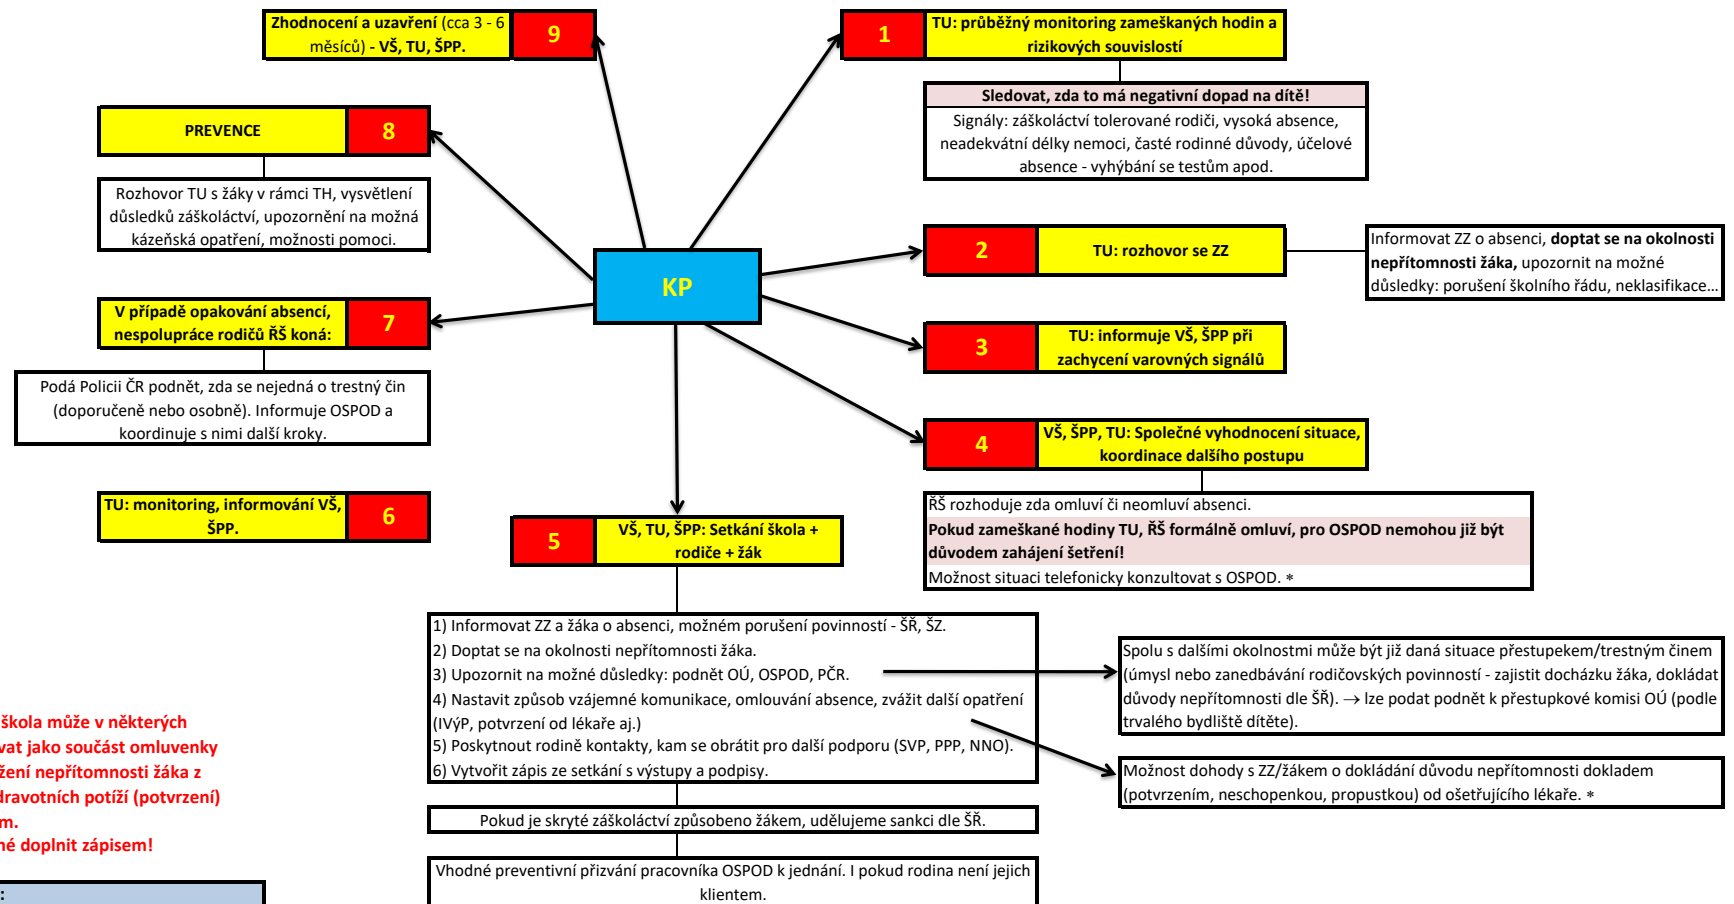 Zhodnocení a uzavření (cca 3 - 6
měsíců) - VŠ, TU, ŠPP.
9
1
TU: průběžný monitoring zameškaných hodin a
rizikových souvislostí
Sledovat, zda to má negativní dopad na dítě!
Signály: záškoláctví tolerované rodiči, vysoká absence,
neadekvátní délky nemoci, časté rodinné důvody, účelové
absence - vyhýbání se testům apod.
PREVENCE
8
Rozhovor TU s žáky v rámci TH, vysvětlení
důsledků záškoláctví, upozornění na možná
kázeňská opatření, možnosti pomoci.
2
TU: rozhovor se ZZ
Informovat ZZ o absenci, doptat se na okolnosti
nepřítomnosti žáka, upozornit na možné
důsledky: porušení školního řádu, neklasifikace…
KP
V případě opakování absencí,
nespolupráce rodičů ŘŠ koná:
7
Podá Policii ČR podnět, zda se nejedná o trestný čin
(doporučeně nebo osobně). Informuje OSPOD a
koordinuje s nimi další kroky.
3
TU: informuje VŠ, ŠPP při
zachycení varovných signálů
4
VŠ, ŠPP, TU: Společné vyhodnocení situace,
koordinace dalšího postupu
ŘŠ rozhoduje zda omluví či neomluví absenci.
Pokud zameškané hodiny TU, ŘŠ formálně omluví, pro OSPOD nemohou již být
důvodem zahájení šetření!
Možnost situaci telefonicky konzultovat s OSPOD. *
TU: monitoring, informování VŠ,
ŠPP.
6
5
VŠ, TU, ŠPP: Setkání škola +
rodiče + žák
1) Informovat ZZ a žáka o absenci, možném porušení povinností - ŠŘ, ŠZ.
2) Doptat se na okolnosti nepřítomnosti žáka.
3) Upozornit na možné důsledky: podnět OÚ, OSPOD, PČR.
4) Nastavit způsob vzájemné komunikace, omlouvání absence, zvážit další opatření
(IVýP, potvrzení od lékaře aj.)
5) Poskytnout rodině kontakty, kam se obrátit pro další podporu (SVP, PPP, NNO).
6) Vytvořit zápis ze setkání s výstupy a podpisy.
Spolu s dalšími okolnostmi může být již daná situace přestupekem/trestným činem
(úmysl nebo zanedbávání rodičovských povinností - zajistit docházku žáka, dokládat
důvody nepřítomnosti dle ŠŘ). → lze podat podnět k přestupkové komisi OÚ (podle
trvalého bydliště dítěte).
Možnost dohody s ZZ/žákem o dokládání důvodu nepřítomnosti dokladem
(potvrzením, neschopenkou, propustkou) od ošetřujícího lékaře. *
Pokud je skryté záškoláctví způsobeno žákem, udělujeme sankci dle ŠŘ.
Vhodné preventivní přizvání pracovníka OSPOD k jednání. I pokud rodina není jejich
klientem.
škola může v některých
vat jako součást omluvenky
žení nepřítomnosti žáka z
dravotních potíží (potvrzení)
m.
né doplnit zápisem!
: